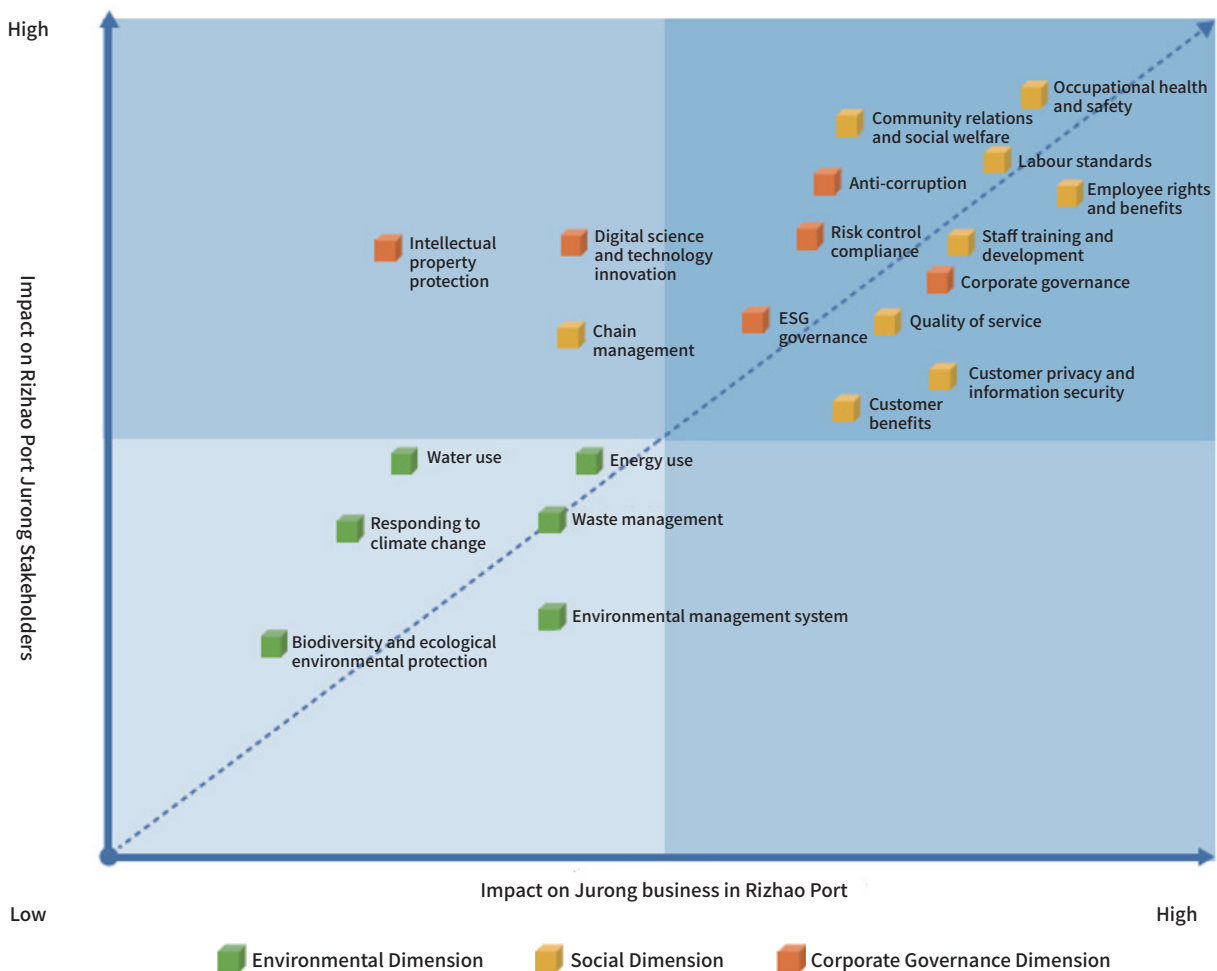 High
Occupational health
and safety
Community relations
and social welfare
Labour standards
Anti-corruption
Employee rights
and benefits
Risk control
compliance
Staff training and
development
Digital science
and technology
innovation
Intellectual
property
protection
Corporate governance
ESG
governance
Quality of service
Chain
management
Customer privacy and
information security
Customer
benefits
Impact on Rizhao Port Jurong Stakeholders
Water use
Energy use
Responding to
climate change
Waste management
Environmental management system
Biodiversity and ecological
environmental protection
Impact on Jurong business in Rizhao Port
Low
High
Environmental Dimension
Social Dimension
Corporate Governance Dimension